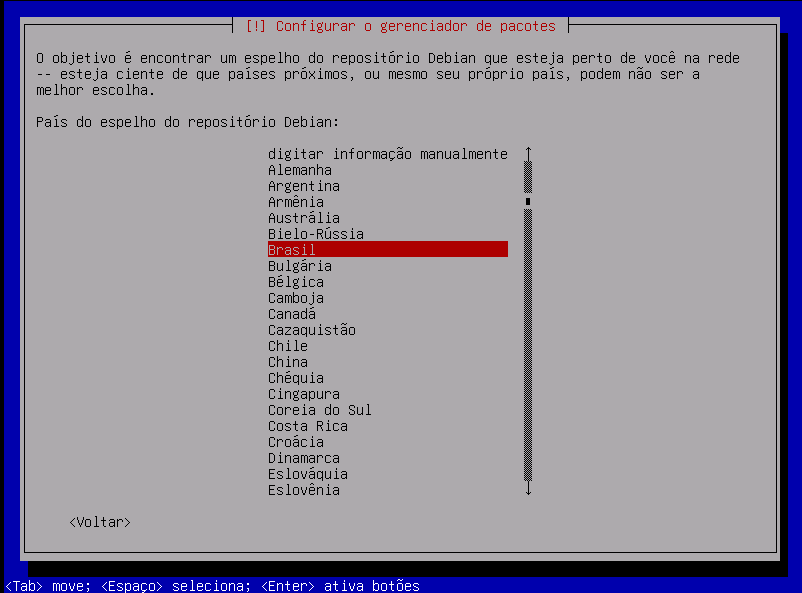 [!] Configurar o gerenciador de pacotes
O objetivo é encontrar um espelho do repositório Debian que esteja perto de você na rede
-- esteja ciente de que países próximos, ou mesmo seu próprio país, podem não ser a
melhor escolha.
País do espelho do repositório Debian:
digitar informação manualmente
Alemanha
Argentina
Armênia
Austrália
Bielo-Rússia
Brasil
Bulgária
Bélgica
Camboja
Canadá
Cazaquistão
Chile
China
Chéquia
Cingapura
Coreia do Sul
Costa Rica
Croácia
Dinamarca
Eslováquia
Eslovênia
<Voltar>
<Tab> move; <Espaço> seleciona; <Enter> ativa botões